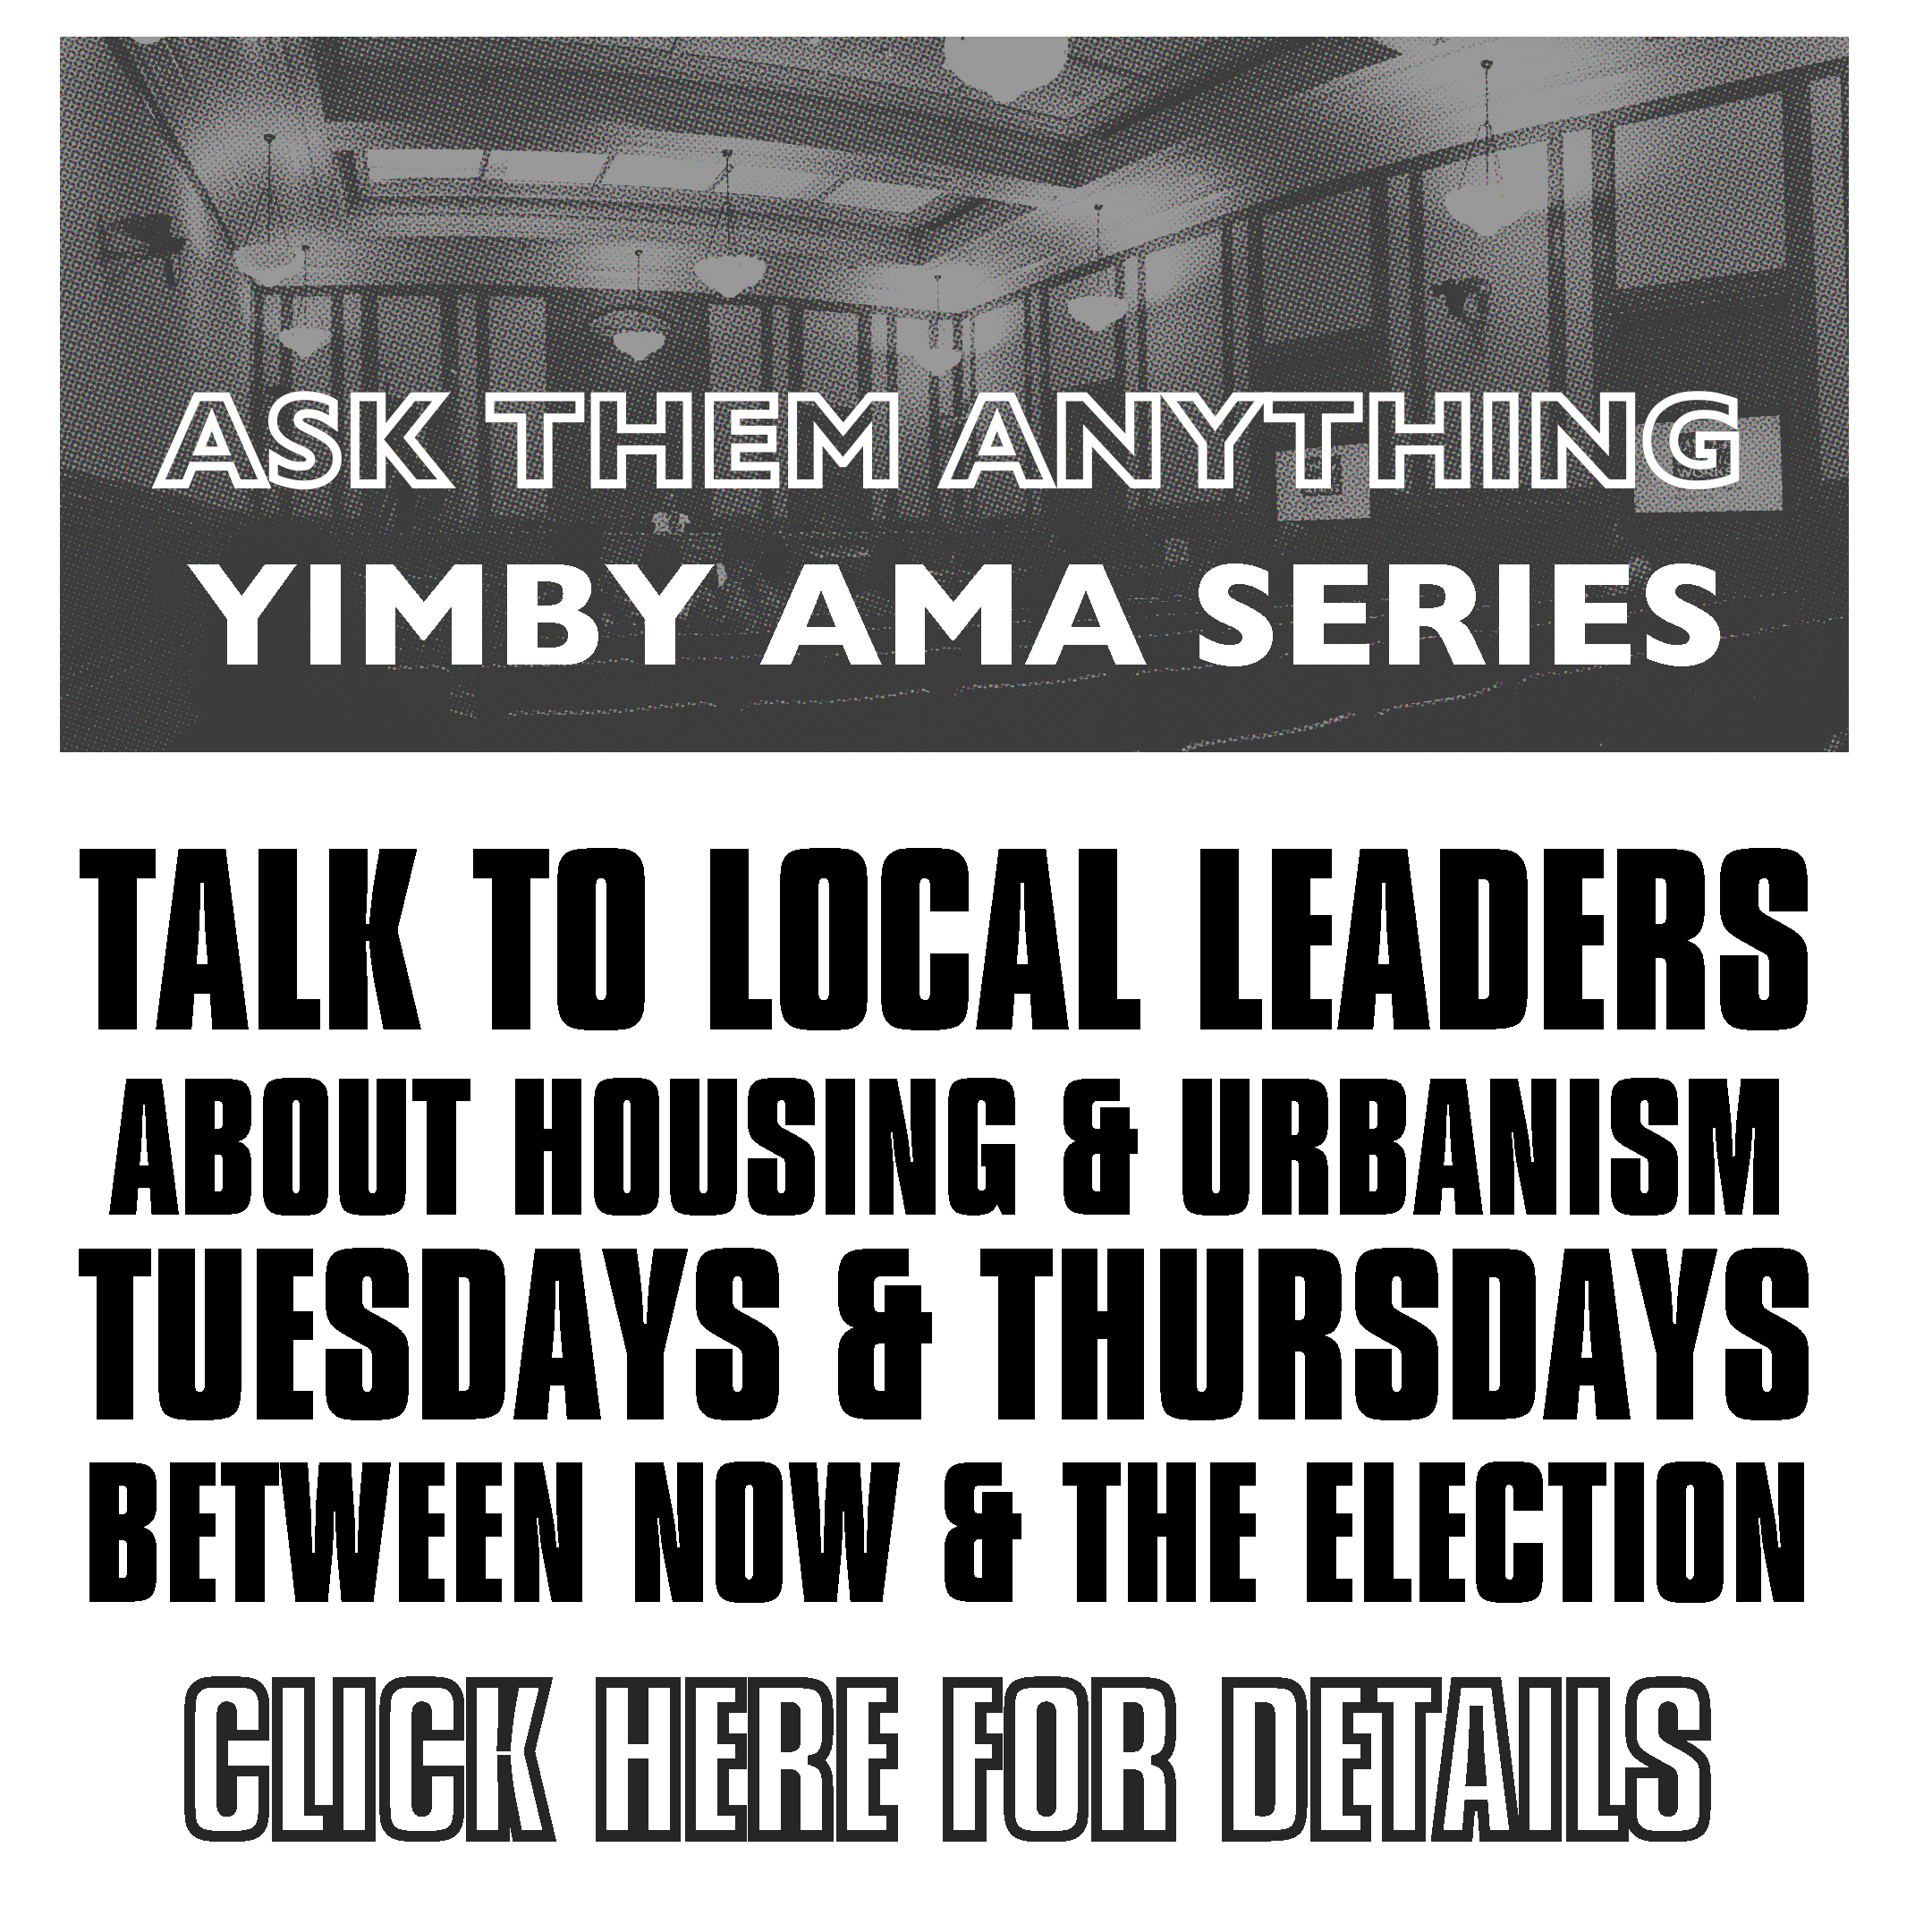 ASK THEM ANYTHING
YIMBY AMA SERIES
TALK TO LOCAL LEADERS
ABOUT HOUSING & URBANISM
TUESDAYS & THURSDAYS
BETWEEN NOW & THE ELECTION
CLICK HERE FOR DETAILS